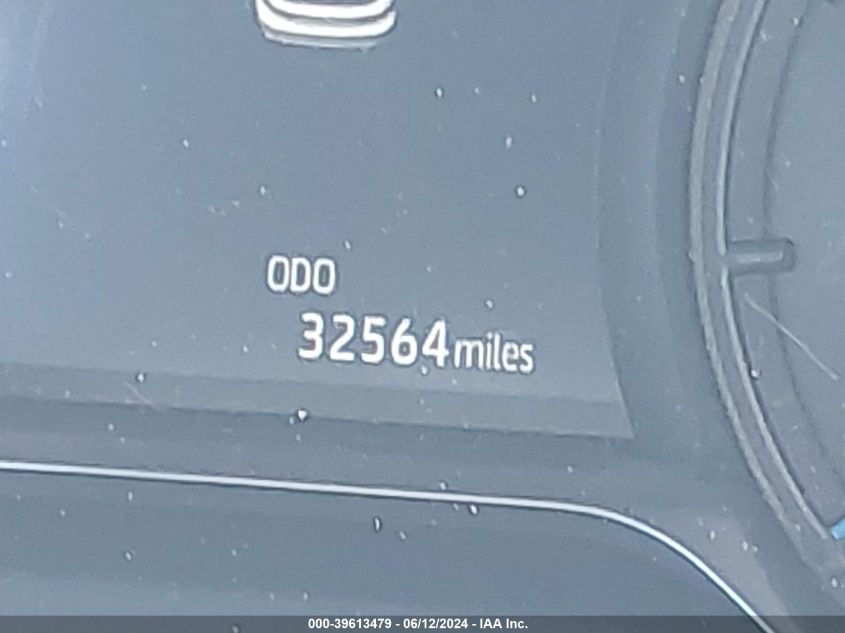 ODO
32564miles
000-39613479 - 06/12/2024 - IAA Inc.